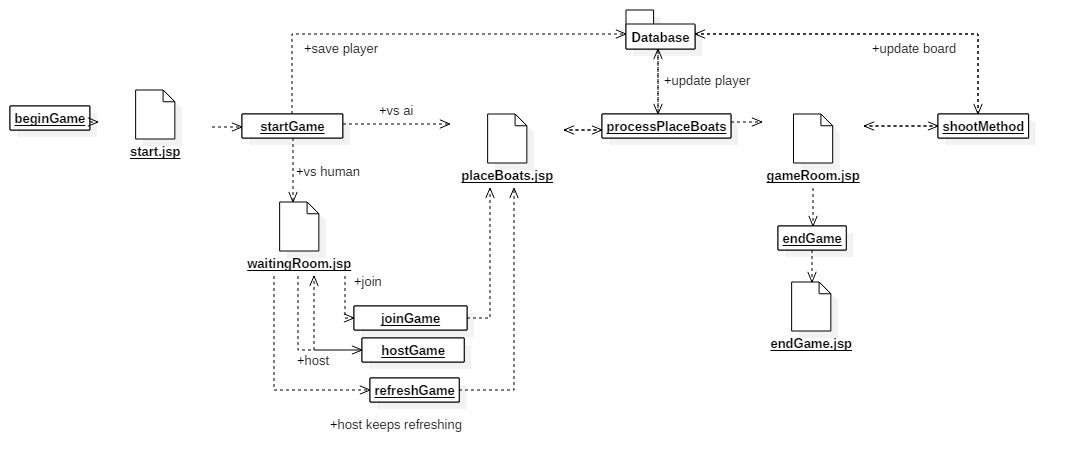 +save player
Database
+update board
+update player
beginGame
start.jsp
startGame
+vs ai
+vs human
placeBoats.jsp
processPlaceBoats
gameRoom.jsp
shootMethod
endGame
endGame.jsp
waitingRoom.jsp
+join
joinGame
hostGame
+host
refreshGame
+host keeps refreshing